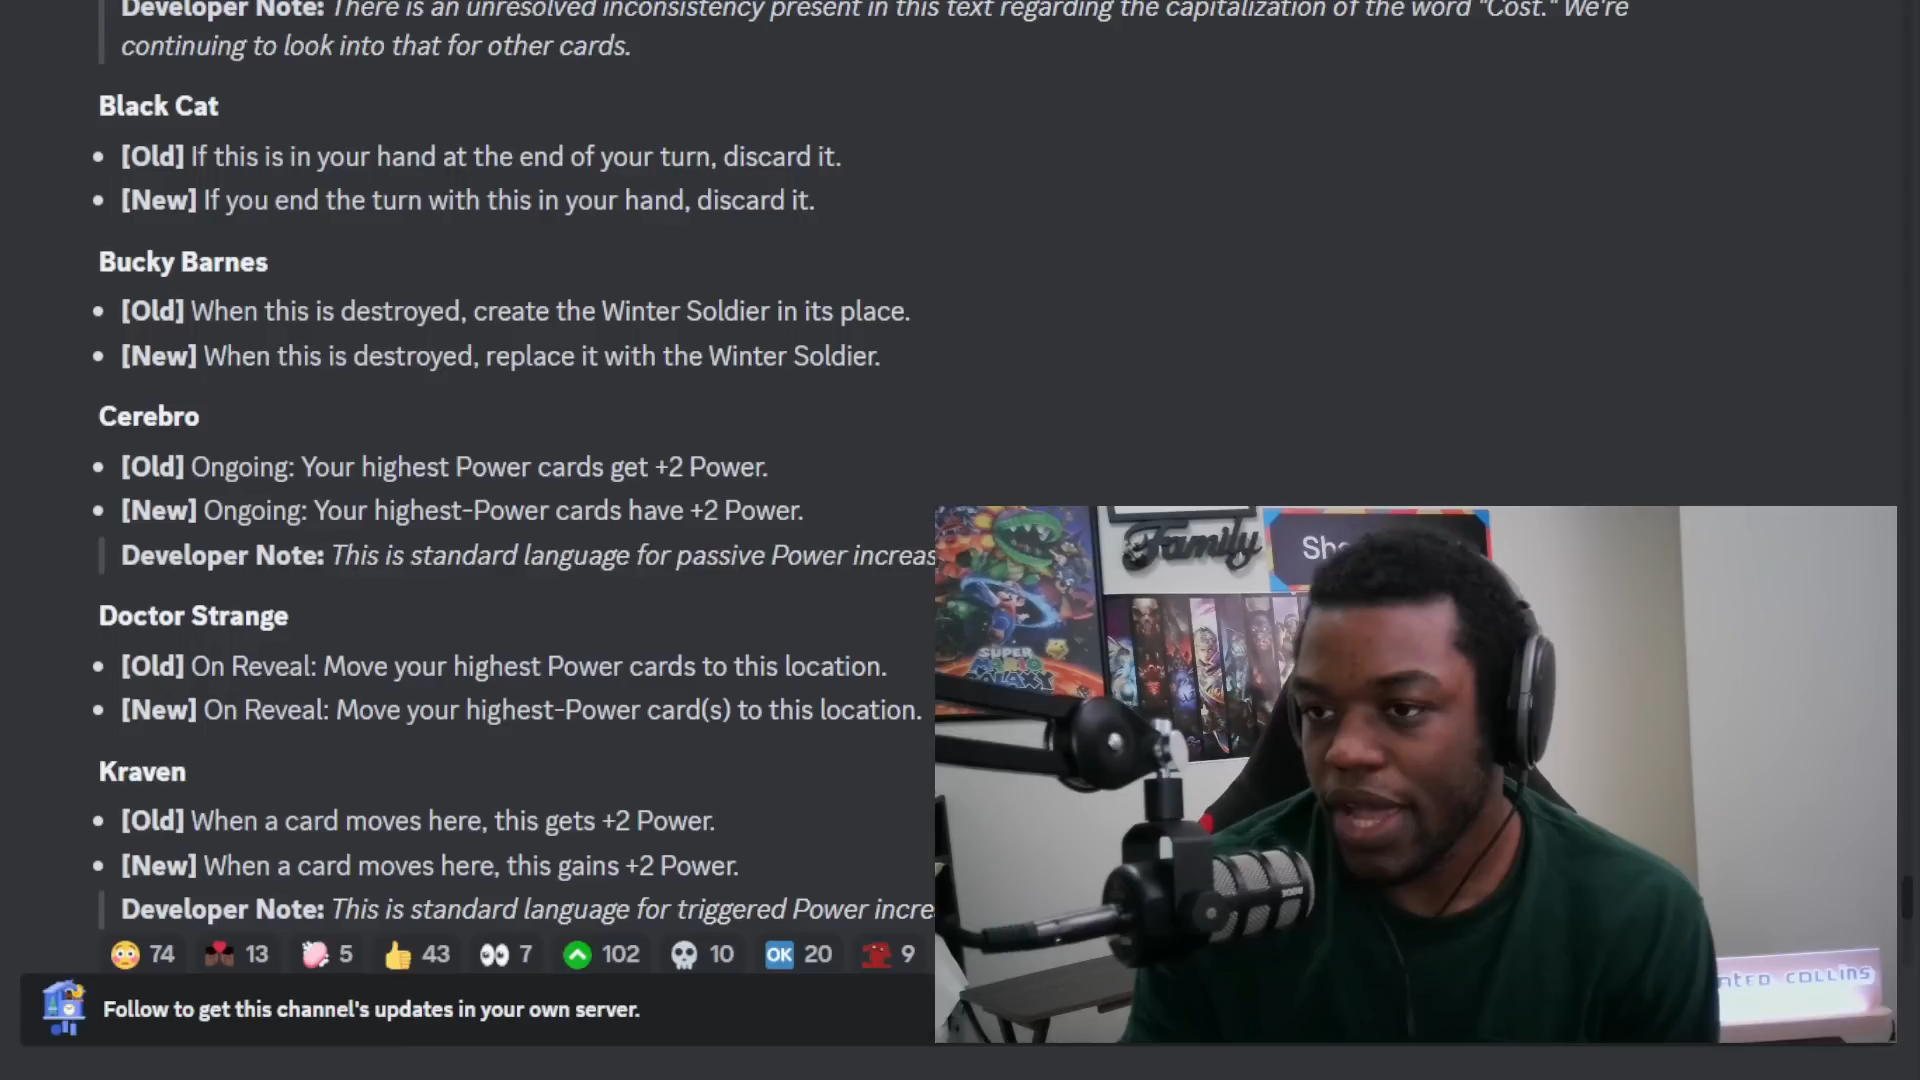 Developer Note: There is an unresolved inconsistency present in this text regarding the capitalization of the word "Cost." We're
continuing to look into that for other cards.
Black Cat
• [Old] If this is in your hand at the end of your turn, discard it.
• [New] If you end the turn with this in your hand, discard it.
Bucky Barnes
• [Old] When this is destroyed, create the Winter Soldier in its place.
• [New] When this is destroyed, replace it with the Winter Soldier.
Cerebro
• [Old] Ongoing: Your highest Power cards get +2 Power.
• [New] Ongoing: Your highest-Power cards have +2 Power.
Developer Note: This is standard language for passive Power increas
Doctor Strange
• [Old] On Reveal: Move your highest Power cards to this location.
• [New] On Reveal: Move your highest-Power card(s) to this location.
Kraven
• [Old] When a card moves here, this gets +2 Power.
• [New] When a card moves here, this gains +2 Power.
Developer Note: This is standard language for triggered Power incre
74 13 5 43 7 102 10 OK 20 9
Follow to get this channel's updates in your own server.
Family
SUPER
MARIO
GALAXY
RODE
NTED COLLINS